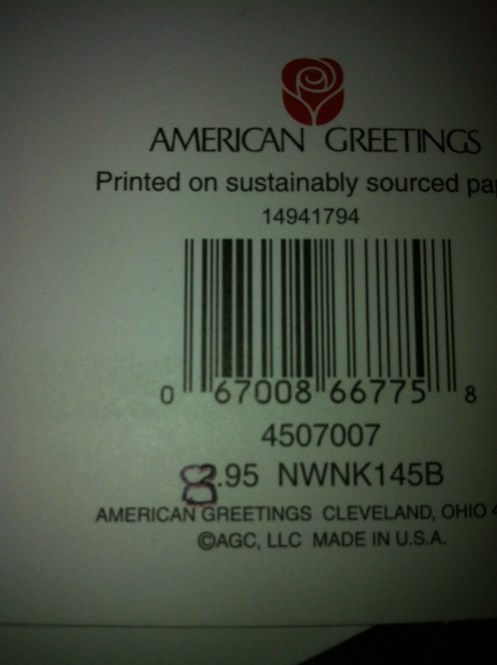 AMERICAN GREETINGS
Printed on sustainably sourced
14941794
0 67008 66775 8
4507007
.95 NWNK145B
AMERICAN GREETINGS CLEVELAND, OHIO
©AGC, LLC MADE IN U.S.A.